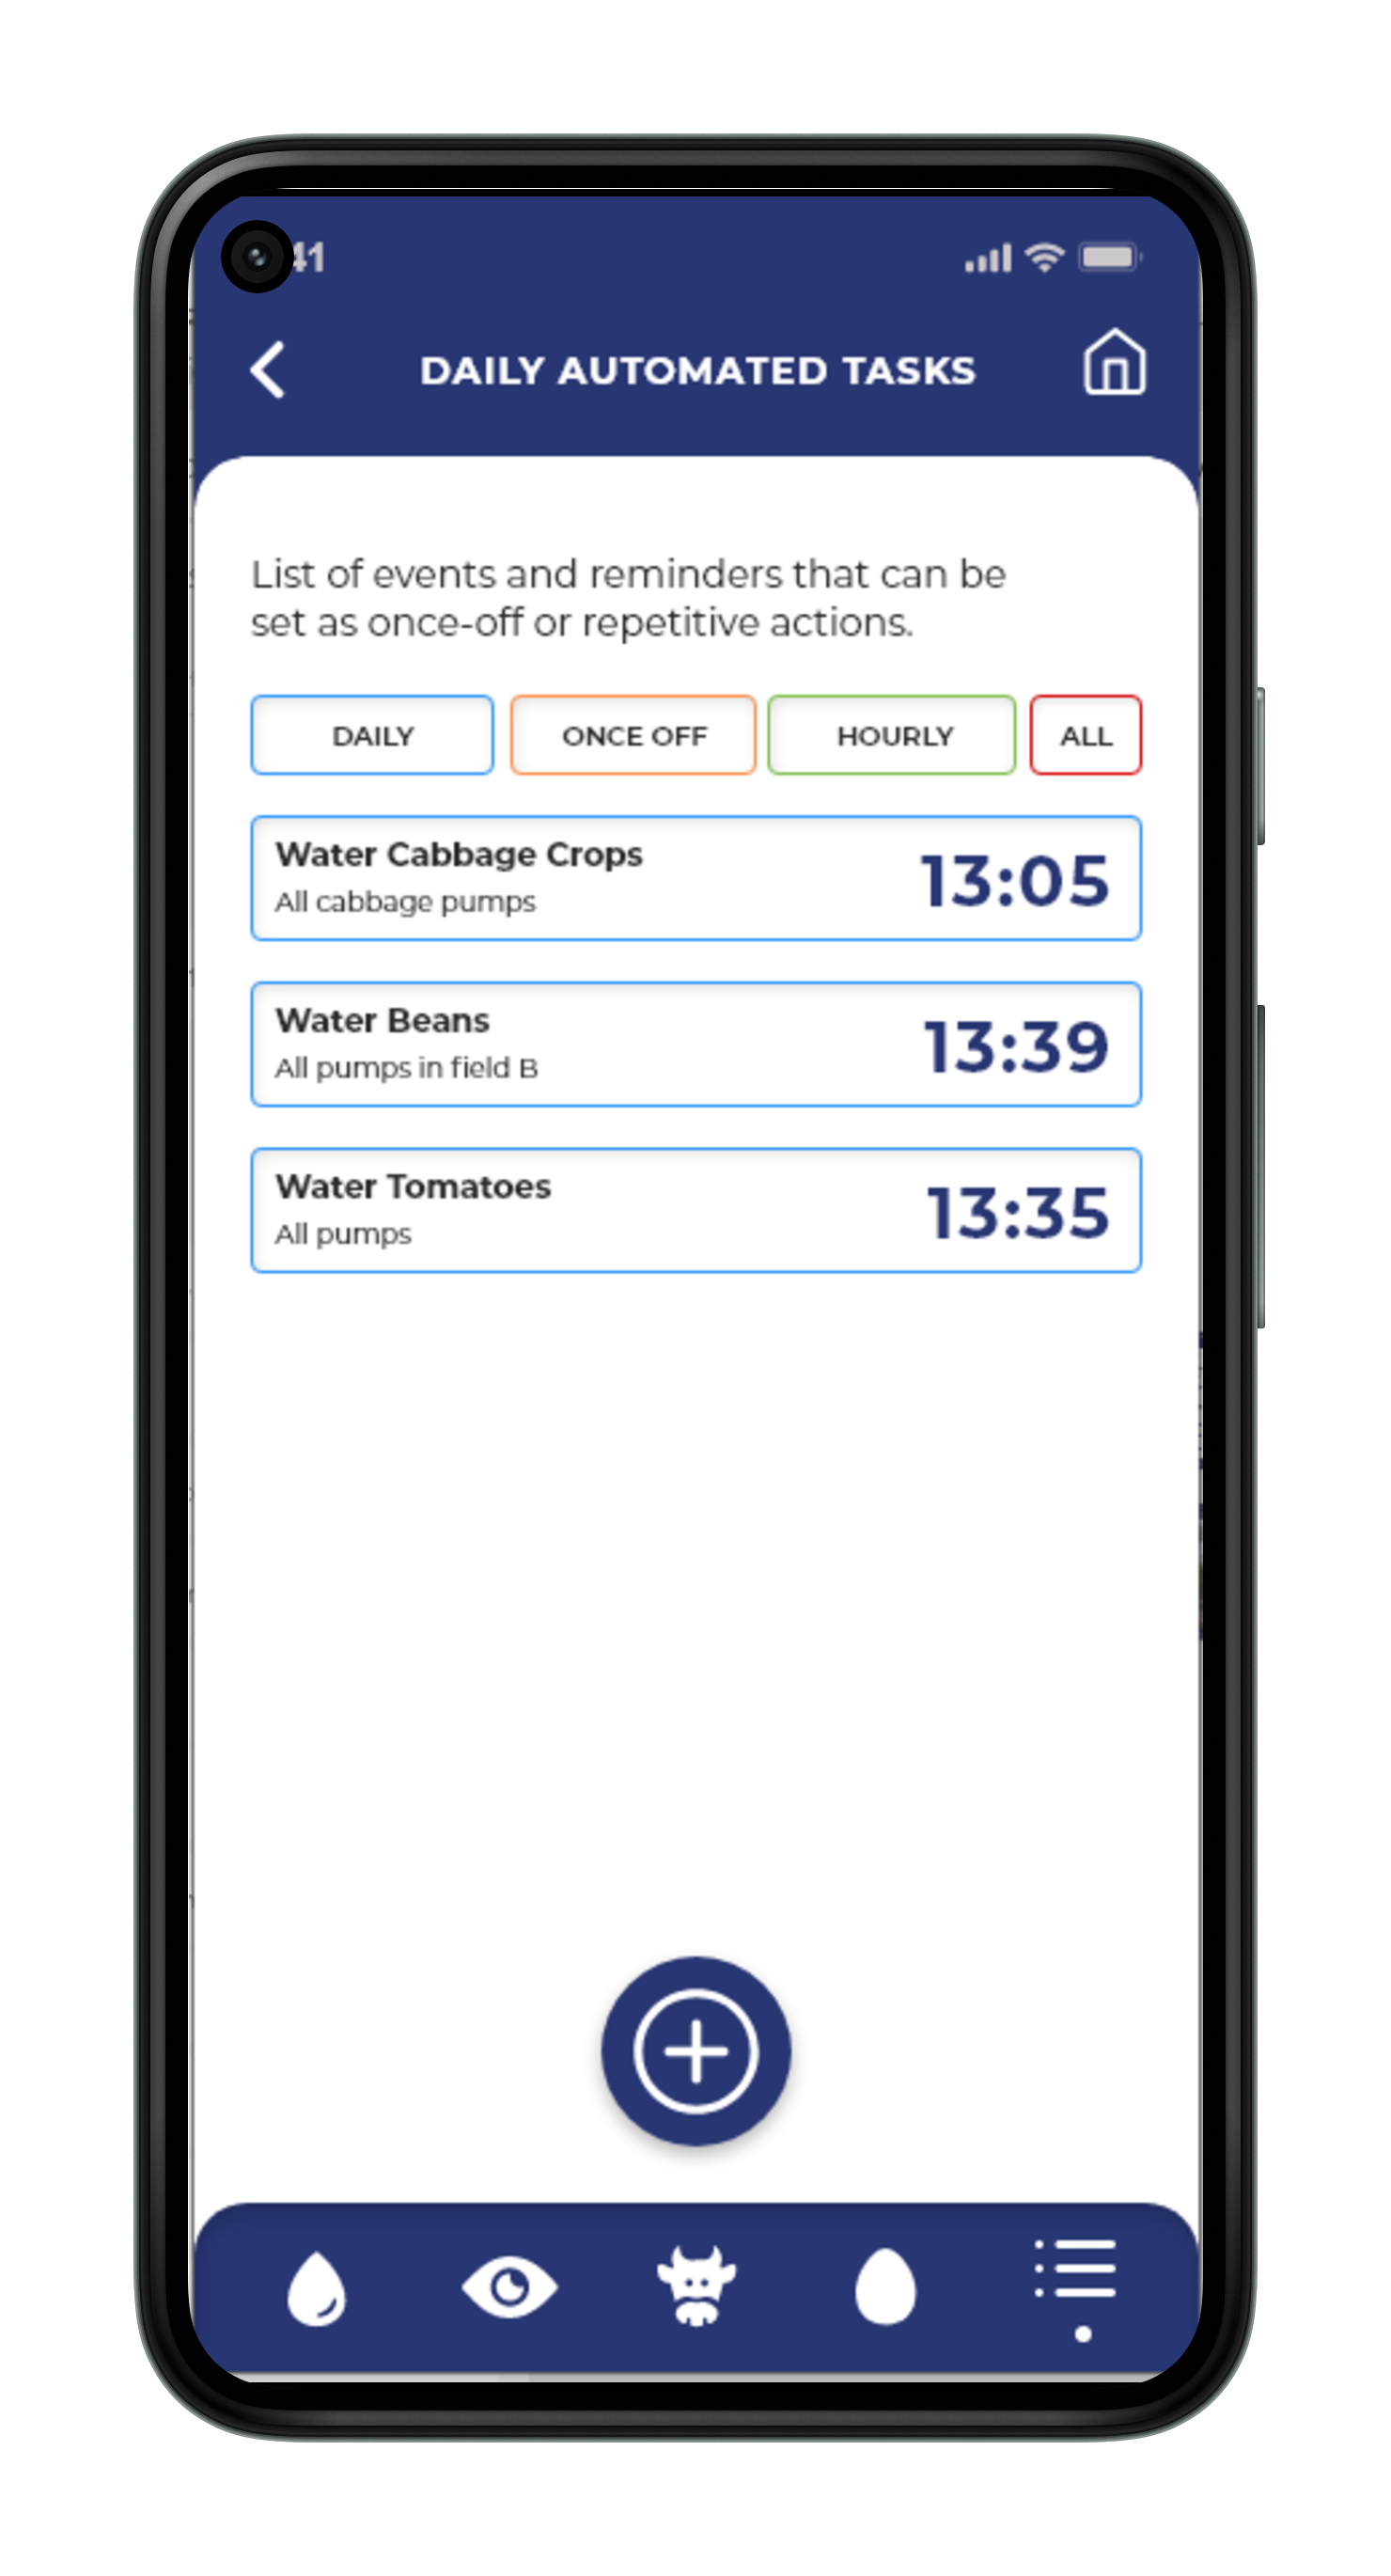 41
DAILY AUTOMATED TASKS
List of events and reminders that can be
set as once-off or repetitive actions.
DAILY ONCE OFF HOURLY ALL
Water Cabbage Crops
All cabbage pumps
13:05
Water Beans
All pumps in field B
13:39
Water Tomatoes
All pumps
13:35